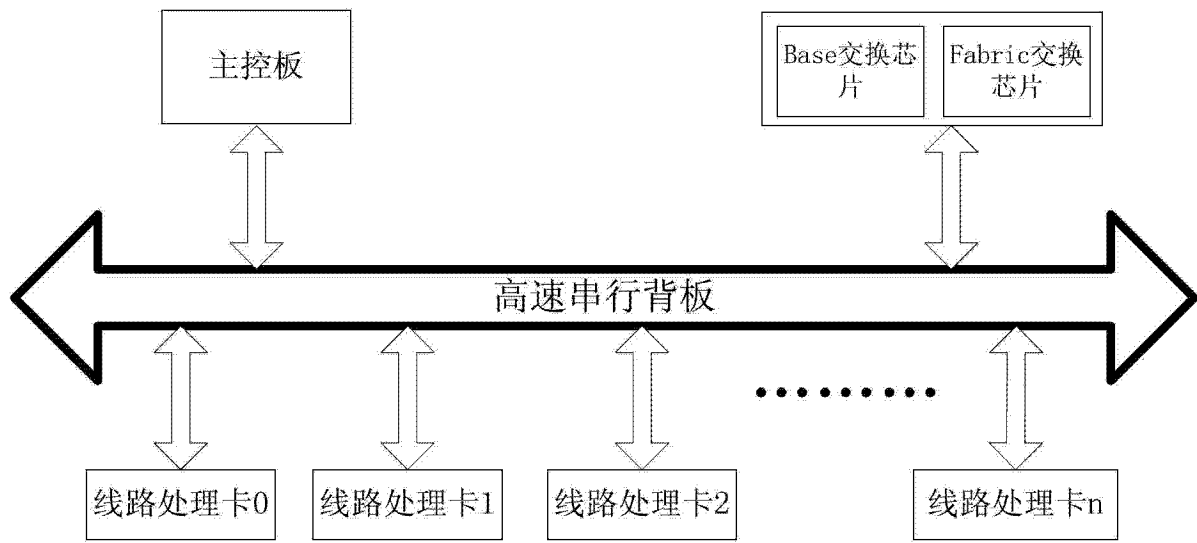 主控板
Base交换芯
片
Fabric交换
芯片
高速串行背板
线路处理卡0
线路处理卡1
线路处理卡2
线路处理卡n